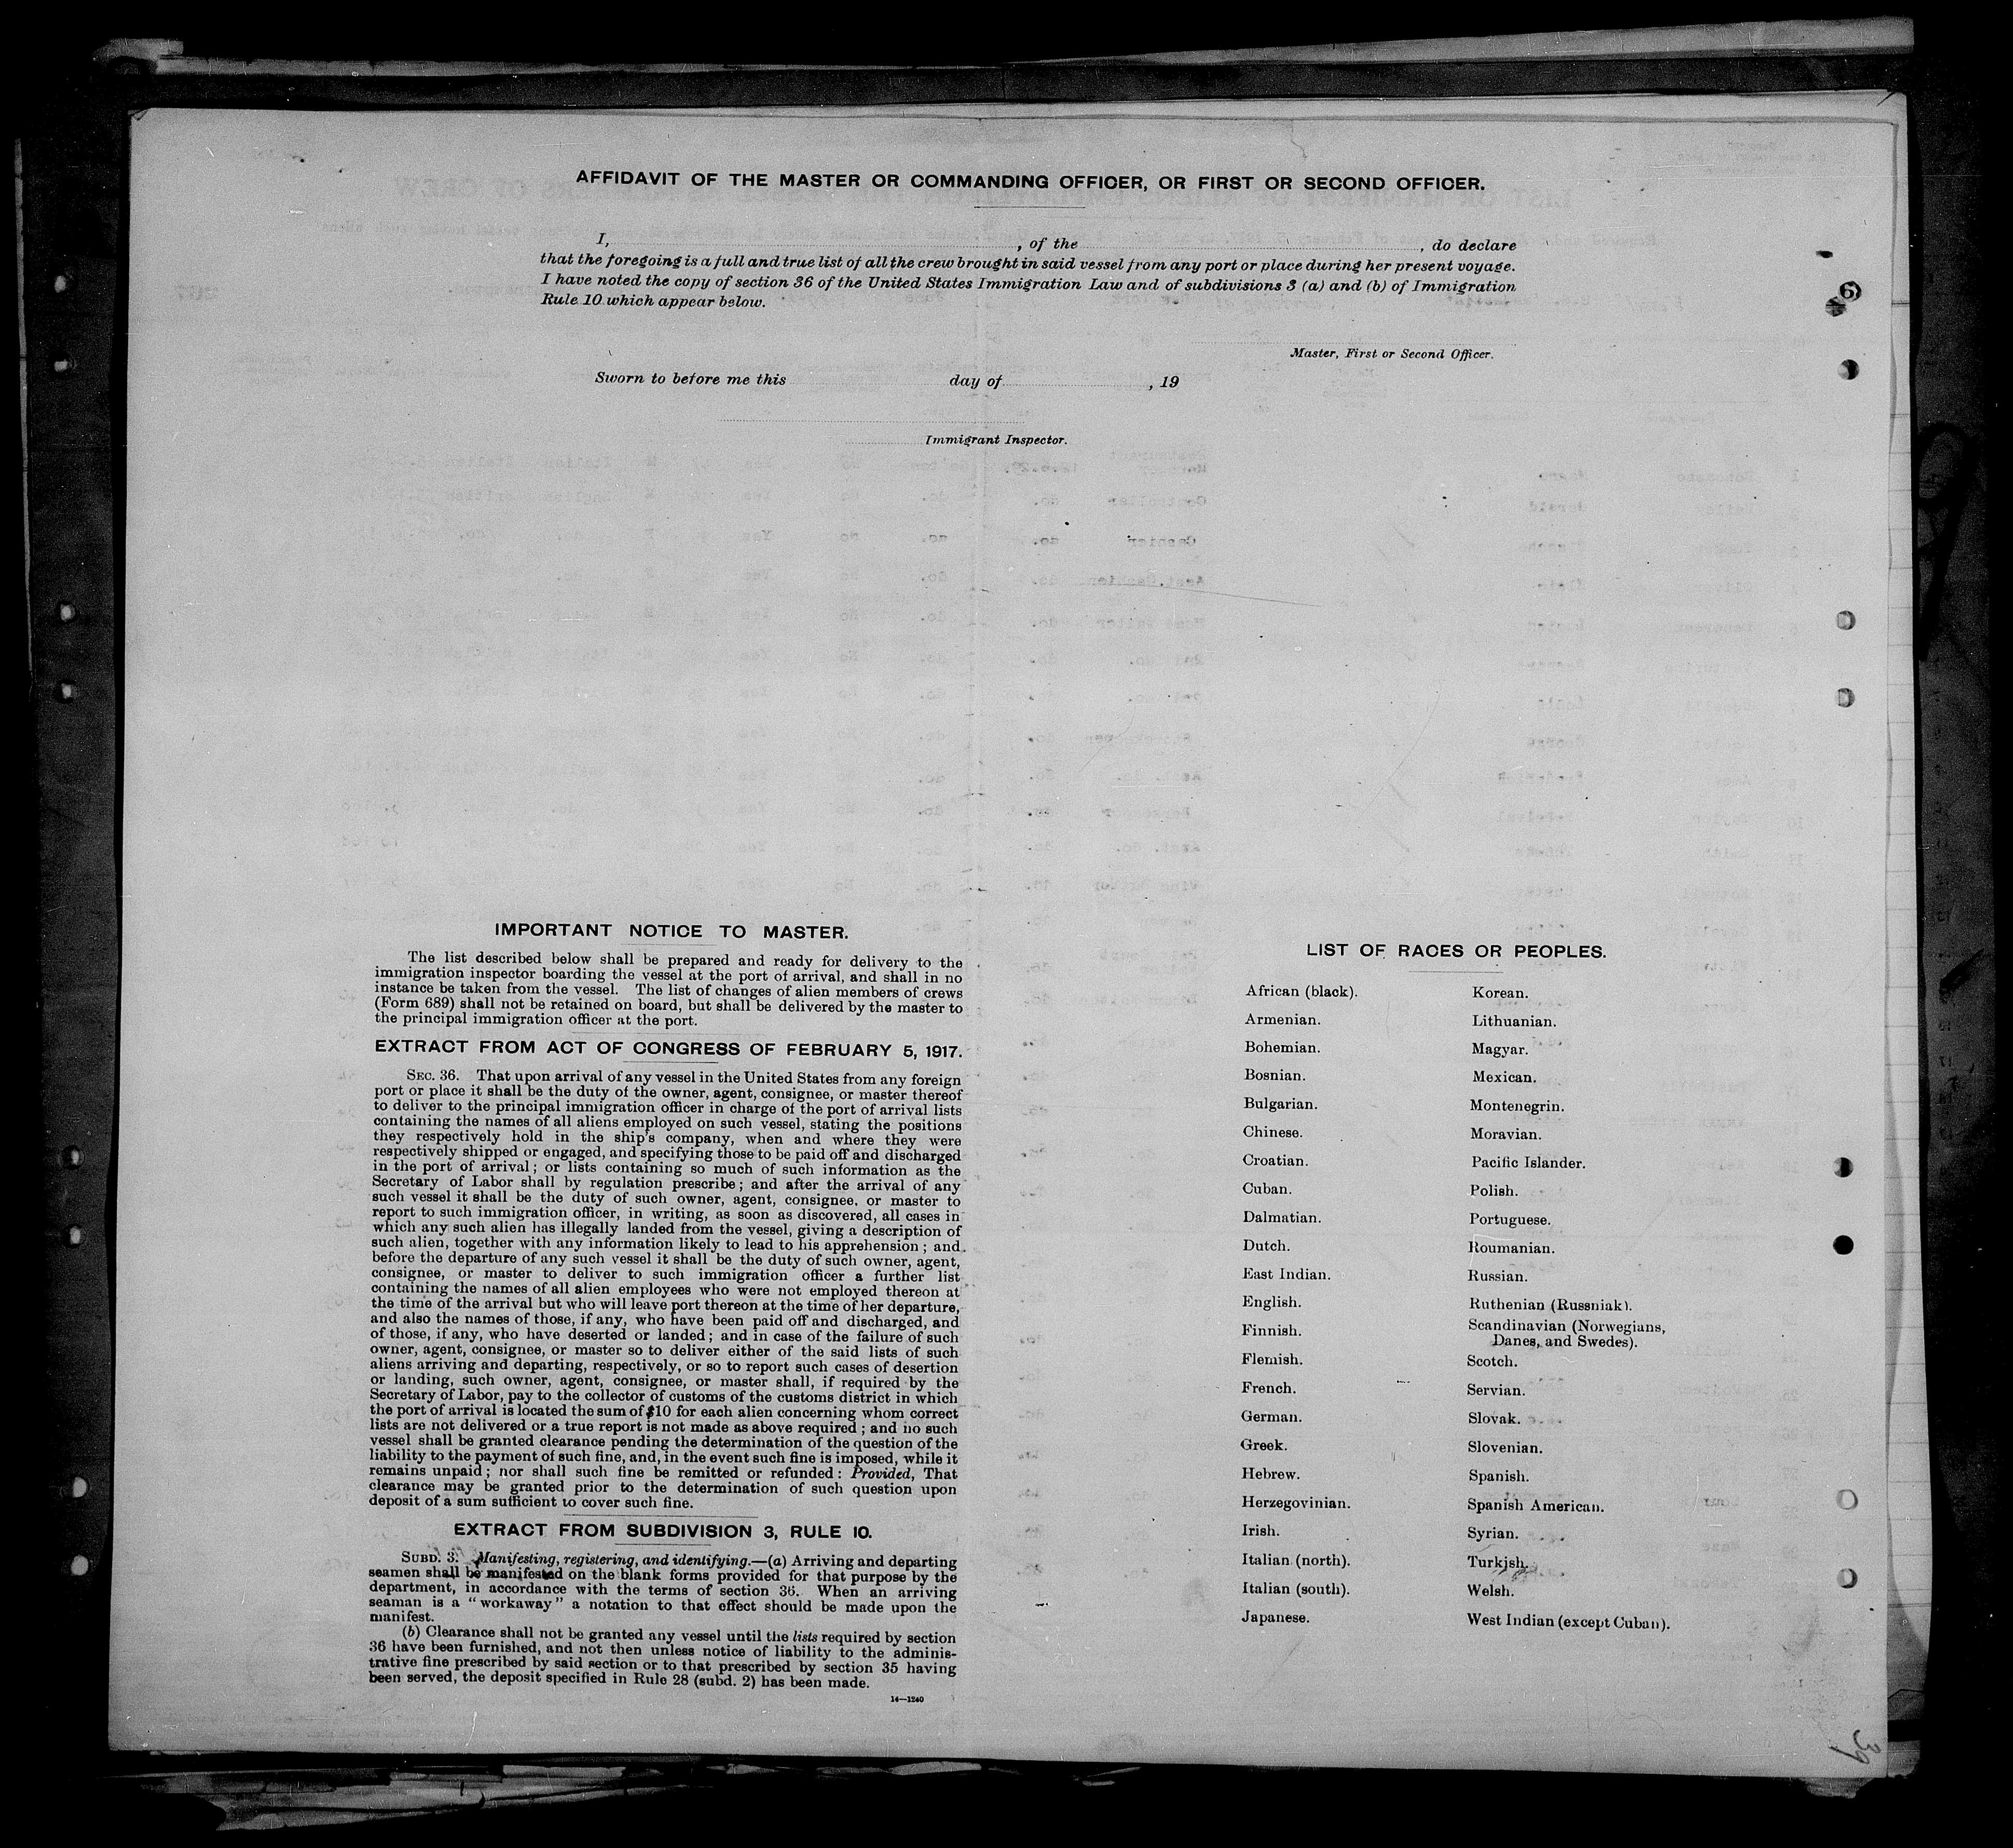 AFFIDAVIT OF THE MASTER OR COMMANDING OFFICER, OR FIRST OR SECOND OFFICER.
I, , of the , do declare
that the foregoing is a full and true list of all the crew brought in said vessel from any port or place during her present voyage.
I have noted the copy of section 36 of the United States Immigration Law and of subdivisions 3 (a) and (b) of Immigration
Rule 10 which appear below.
Master, First or Second Officer.
Sworn to before me this day of , 19
Immigrant Inspector.
6
IMPORTANT NOTICE TO MASTER.
The list described below shall be prepared and ready for delivery to the
immigration inspector boarding the vessel at the port of arrival, and shall in no
instance be taken from the vessel. The list of changes of alien members of crews
(Form 689) shall not be retained on board, but shall be delivered by the master to
the principal immigration officer at the port.
EXTRACT FROM ACT OF CONGRESS OF FEBRUARY 5, 1917.
SEC. 36. That upon arrival of any vessel in the United States from any foreign
port or place it shall be the duty of the owner, agent, consignee, or master thereof
to deliver to the principal immigration officer in charge of the port of arrival lists
containing the names of all aliens employed on such vessel, stating the positions
they respectively hold in the ship's company, when and where they were
respectively shipped or engaged, and specifying those to be paid off and discharged
in the port of arrival; or lists containing so much of such information as the
Secretary of Labor shall by regulation prescribe; and after the arrival of any
such vessel it shall be the duty of such owner, agent, consignee, or master to
report to such immigration officer, in writing, as soon as discovered, all cases in
which any such alien has illegally landed from the vessel, giving a description of
such alien, together with any information likely to lead to his apprehension; and
before the departure of any such vessel it shall be the duty of such owner, agent,
consignee, or master to deliver to such immigration officer a further list
containing the names of all alien employees who were not employed thereon at
the time of the arrival but who will leave port thereon at the time of her departure,
and also the names of those, if any, who have been paid off and discharged, and
of those, if any, who have deserted or landed; and in case of the failure of such
owner, agent, consignee, or master so to deliver either of the said lists of such
aliens arriving and departing, respectively, or so to report such cases of desertion
or landing, such owner, agent, consignee, or master shall, if required by the
Secretary of Labor, pay to the collector of customs of the customs district in which
the port of arrival is located the sum of $10 for each alien concerning whom correct
lists are not delivered or a true report is not made as above required; and no such
vessel shall be granted clearance pending the determination of the question of the
liability to the payment of such fine, and, in the event such fine is imposed, while it
remains unpaid; nor shall such fine be remitted or refunded: Provided, That
clearance may be granted prior to the determination of such question upon
deposit of a sum sufficient to cover such fine.
EXTRACT FROM SUBDIVISION 3, RULE 10.
SUBD. 3. Manifesting, registering, and identifying.—(a) Arriving and departing
seamen shall be manifested on the blank forms provided for that purpose by the
department, in accordance with the terms of section 36. When an arriving
seaman is a "workaway" a notation to that effect should be made upon the
manifest.
(b) Clearance shall not be granted any vessel until the lists required by section
36 have been furnished, and not then unless notice of liability to the adminis-
trative fine prescribed by said section or to that prescribed by section 35 having
been served, the deposit specified in Rule 28 (subd. 2) has been made.
14—1240
LIST OF RACES OR PEOPLES.
African (black).
Armenian.
Bohemian.
Bosnian.
Bulgarian.
Chinese.
Croatian.
Cuban.
Dalmatian.
Dutch.
East Indian.
English.
Finnish.
Flemish.
French.
German.
Greek.
Hebrew.
Herzegovinian.
Irish.
Italian (north).
Italian (south).
Japanese.
Korean.
Lithuanian.
Magyar.
Mexican.
Montenegrin.
Moravian.
Pacific Islander.
Polish.
Portuguese.
Roumanian.
Russian.
Ruthenian (Russniak).
Scandinavian (Norwegians,
Danes, and Swedes).
Scotch.
Servian.
Slovak.
Slovenian.
Spanish.
Spanish American.
Syrian.
Turkish.
Welsh.
West Indian (except Cuban).
39